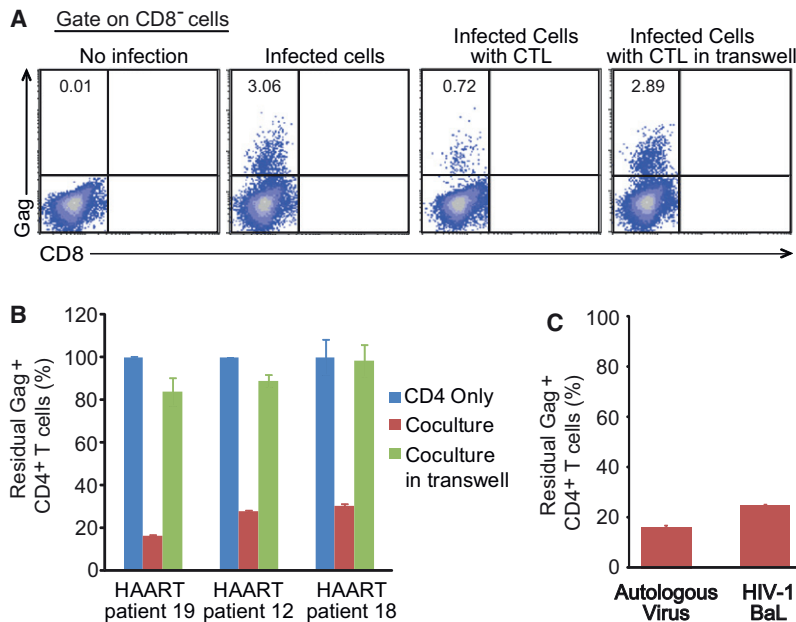 A
Gate on CD8⁻ cells
No infection
Infected cells
Infected Cells
with CTL
Infected Cells
with CTL in transwell
0.01
3.06
0.72
2.89
Gag
CD8
B
Residual Gag+
CD4+ T cells (%)
120
100
80
60
40
20
0
HAART
patient 19
HAART
patient 12
HAART
patient 18
CD4 Only
Coculture
Coculture
in transwell
C
Residual Gag+
CD4+ T cells (%)
100
80
60
40
20
0
Autologous
Virus
HIV-1
BaL